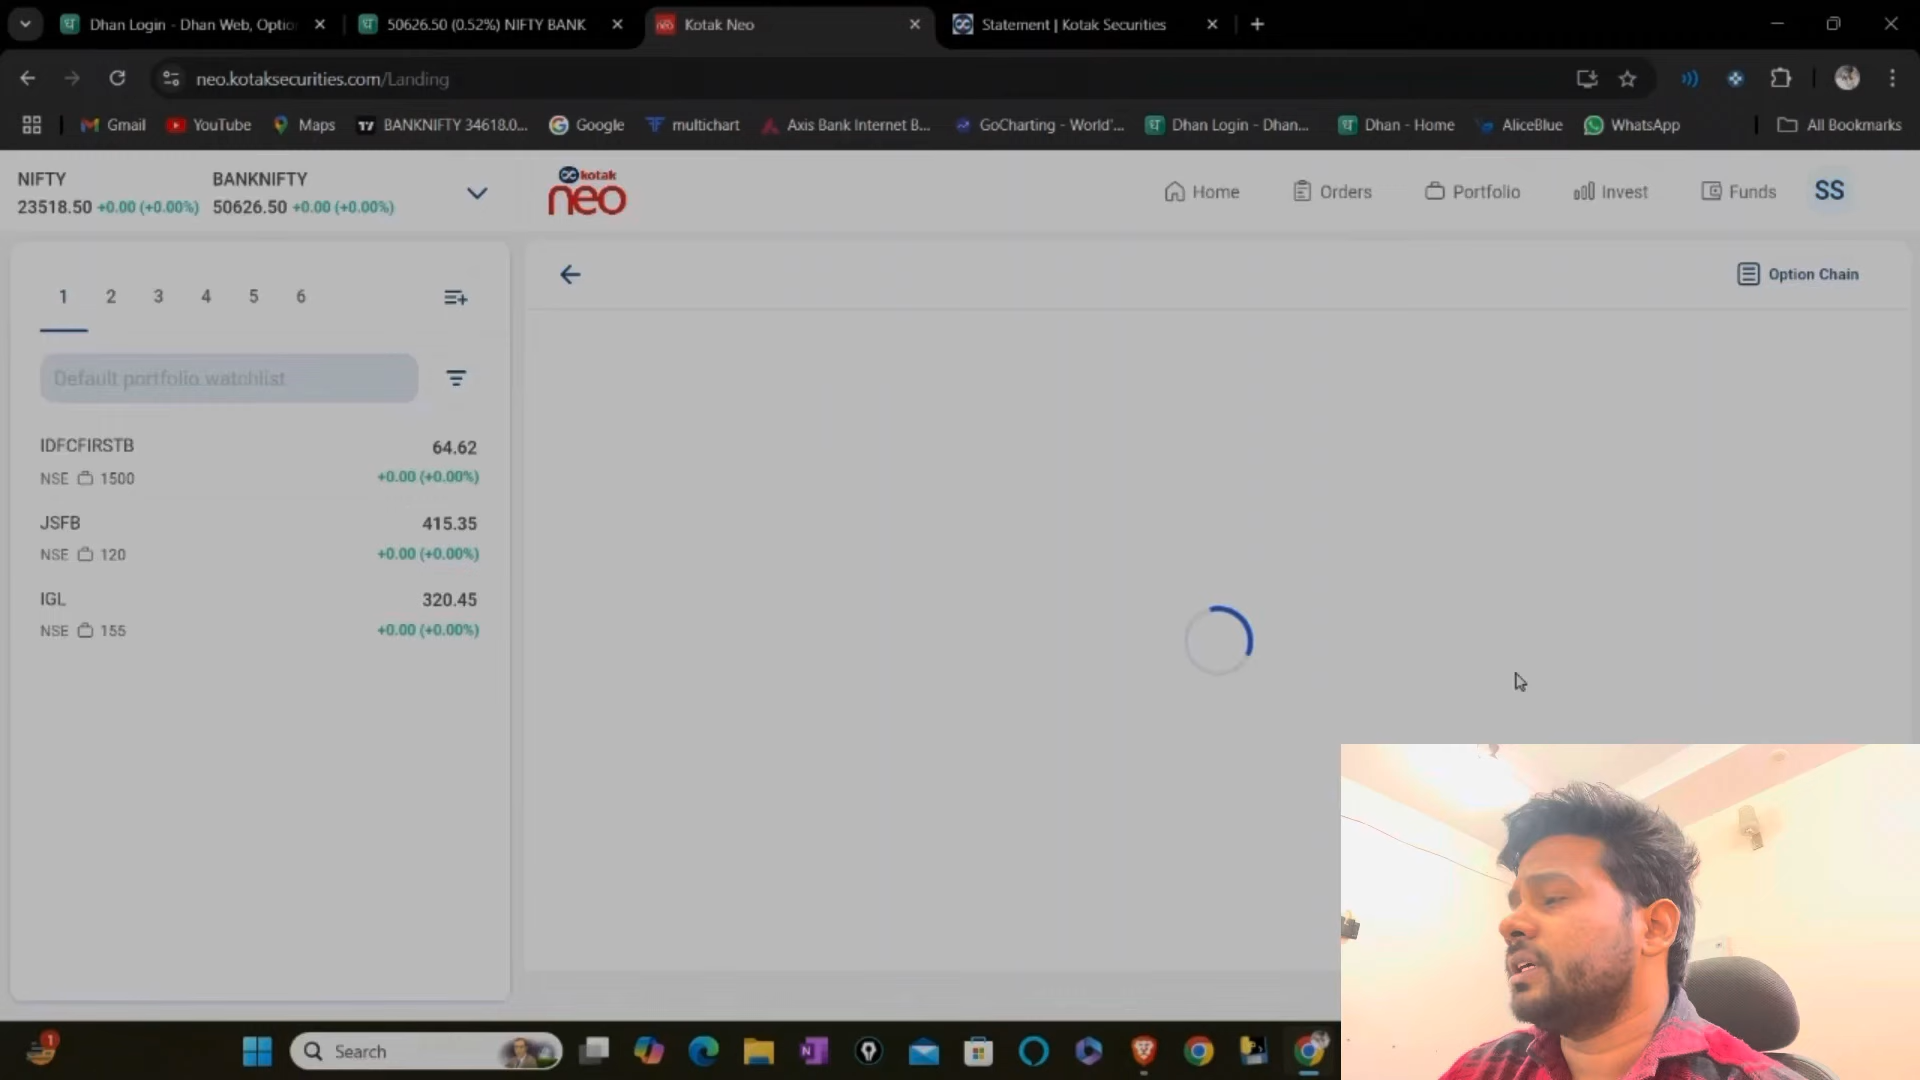 Dhan Login - Dhan Web, Optio
50626.50 (0.52%) NIFTY BANK
Kotak Neo
Statement | Kotak Securities
neo.kotaksecurities.com/Landing
Gmail
YouTube
Maps
BANKNIFTY 34618.0...
Google
multichart
Axis Bank Internet B...
GoCharting - World'...
Dhan Login - Dhan...
Dhan - Home
AliceBlue
WhatsApp
All Bookmarks
NIFTY
23518.50 +0.00 (+0.00%)
BANKNIFTY
50626.50 +0.00 (+0.00%)
kotak
neo
Home
Orders
Portfolio
Invest
Funds
SS
1 2 3 4 5 6
Option Chain
Default portfolio watchlist
IDFCFIRSTB 64.62
NSE 1500 +0.00 (+0.00%)
JSFB 415.35
NSE 120 +0.00 (+0.00%)
IGL 320.45
NSE 155 +0.00 (+0.00%)
1
Search